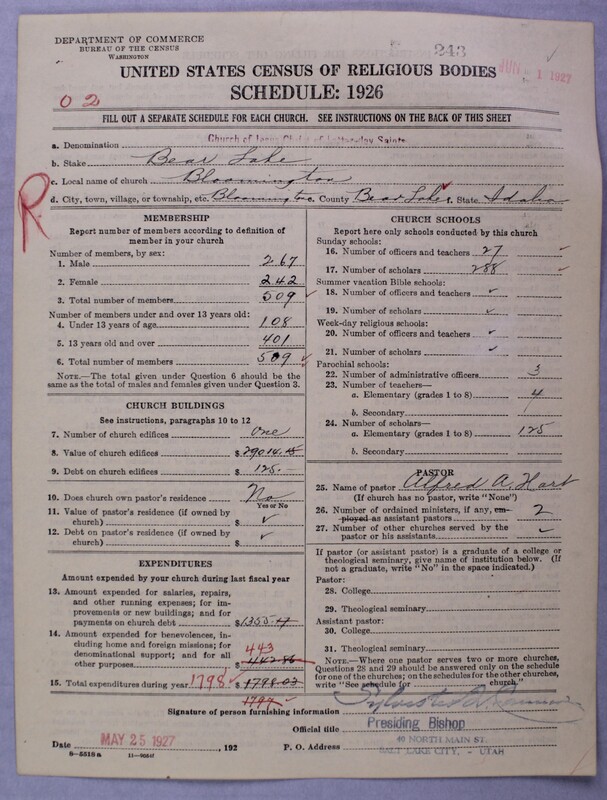 DEPARTMENT OF COMMERCE
BUREAU OF THE CENSUS
WASHINGTON
243
JUN 1 1927
UNITED STATES CENSUS OF RELIGIOUS BODIES
SCHEDULE: 1926
02
FILL OUT A SEPARATE SCHEDULE FOR EACH CHURCH. SEE INSTRUCTIONS ON THE BACK OF THIS SHEET
a. Denomination Church of Jesus Christ of Latter-day Saints
b. Stake Bear Lake
c. Local name of church Bloomington
d. City, town, village, or township, etc. Bloomington County Bear Lake State Idaho
R
MEMBERSHIP
Report number of members according to definition of
member in your church
Number of members, by sex:
1. Male 267
2. Female 242
3. Total number of members 509
Number of members under and over 13 years old:
4. Under 13 years of age 108
5. 13 years old and over 401
6. Total number of members 509
NOTE.—The total given under Question 6 should be
same as the total of males and females given under Question 3.
CHURCH BUILDINGS
See instructions, paragraphs 10 to 12
7. Number of church edifices one
8. Value of church edifices $29014.15
9. Debt on church edifices $125.-
10. Does church own pastor's residence No
Yes or No
11. Value of pastor's residence (if owned by
church) $ ✓
12. Debt on pastor's residence (if owned by
church) $ ✓
EXPENDITURES
Amount expended by your church during last fiscal year
13. Amount expended for salaries, repairs,
and other running expenses; for im-
provements or new buildings; and for
payments on church debt $1355.17
14. Amount expended for benevolences, in-
cluding home and foreign missions; for
denominational support; and for all
other purposes $ 443 442.86
15. Total expenditures during year 1798 $1798.03
1797
CHURCH SCHOOLS
Report here only schools conducted by this church
Sunday schools:
16. Number of officers and teachers 27
17. Number of scholars 288
Summer vacation Bible schools:
18. Number of officers and teachers ✓
19. Number of scholars ✓
Week-day religious schools:
20. Number of officers and teachers ✓
21. Number of scholars ✓
Parochial schools:
22. Number of administrative officers 3
23. Number of teachers—
a. Elementary (grades 1 to 8) 4
b. Secondary
24. Number of scholars—
a. Elementary (grades 1 to 8) 125
b. Secondary
PASTOR
25. Name of pastor Alfred A. Hart
(If church has no pastor, write "None")
26. Number of ordained ministers, if any, em-
ployed as assistant pastors 2
27. Number of other churches served by the
pastor or his assistants ✓
If pastor (or assistant pastor) is a graduate of a college or
theological seminary, give name of institution below. (If
not a graduate, write "No" in the space indicated.)
Pastor:
28. College
29. Theological seminary
Assistant pastor:
30. College
31. Theological seminary
NOTE.—Where one pastor serves two or more churches,
Questions 28 and 29 should be answered only on the schedule
for one of the churches; on the schedules for the other churches,
write "See schedule for church."
Signature of person furnishing information Sylvester Q. Cannon
Official title Presiding Bishop
Date MAY 25 1927, 192 P. O. Address 40 NORTH MAIN ST.
SALT LAKE CITY, - UTAH
8-5518a